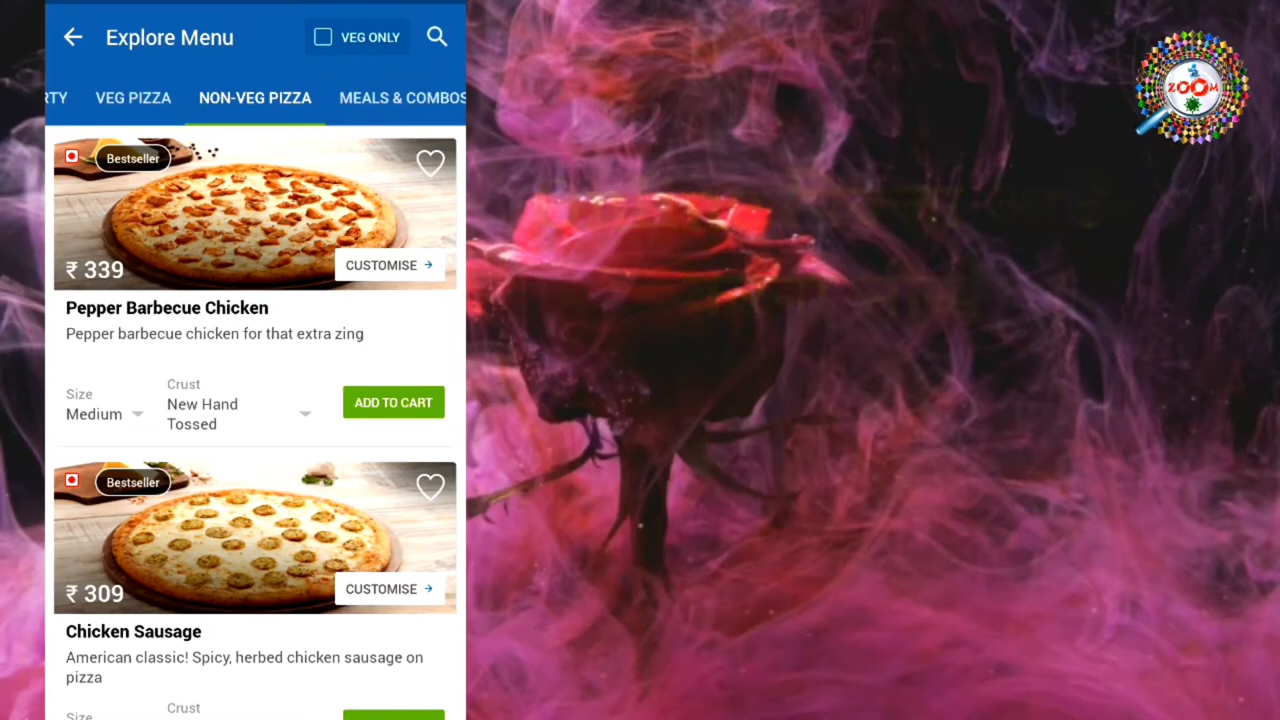 Explore Menu
VEG ONLY
RTY
VEG PIZZA
NON-VEG PIZZA
MEALS & COMBOS
Bestseller
₹ 339
CUSTOMISE
Pepper Barbecue Chicken
Pepper barbecue chicken for that extra zing
Size
Medium
Crust
New Hand
Tossed
ADD TO CART
Bestseller
₹ 309
CUSTOMISE
Chicken Sausage
American classic! Spicy, herbed chicken sausage on
pizza
Size
Crust
ZOOM